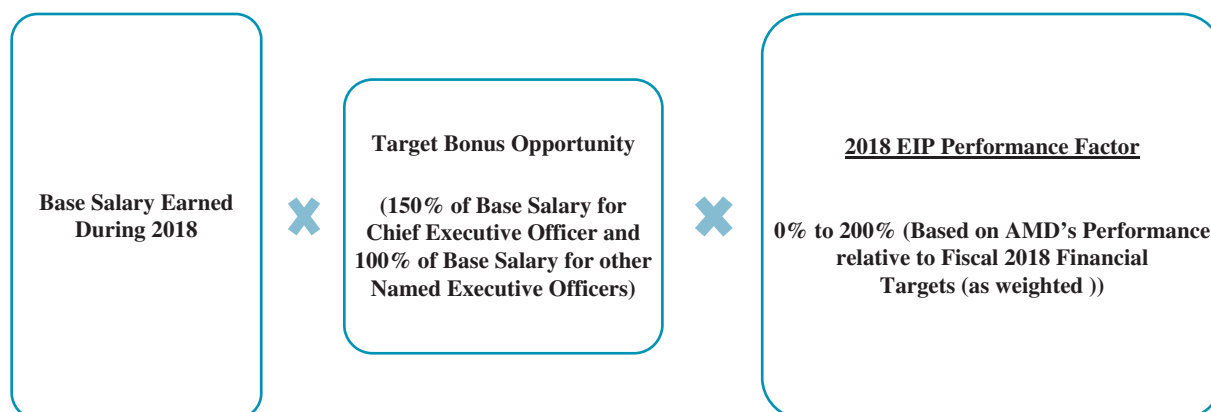 Base Salary Earned
During 2018
Target Bonus Opportunity
(150% of Base Salary for
Chief Executive Officer and
100% of Base Salary for other
Named Executive Officers)
2018 EIP Performance Factor
0% to 200% (Based on AMD’s Performance
relative to Fiscal 2018 Financial
Targets (as weighted ))